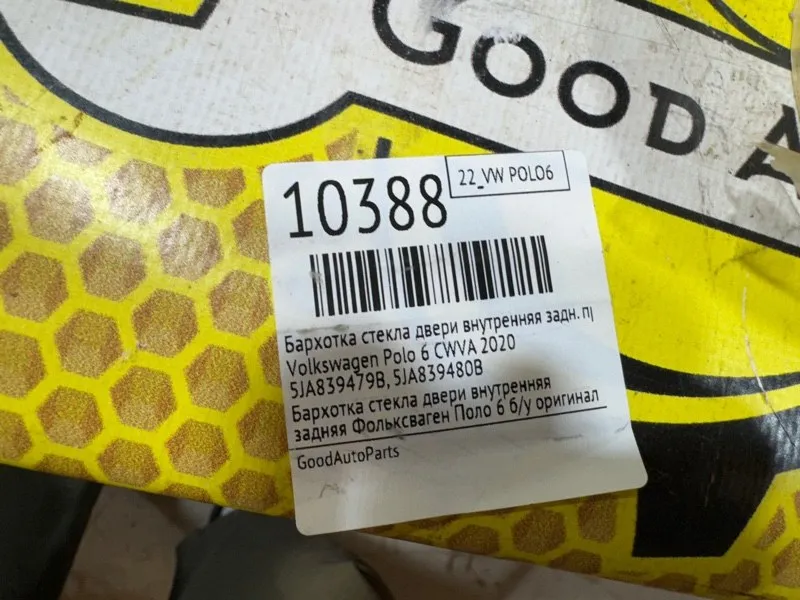 GOOD A
10388
22_VW POLO6
Бархотка стекла двери внутренняя задн. п
Volkswagen Polo 6 CWVA 2020
5JA839479B, 5JA839480B
Бархотка стекла двери внутренняя
задняя Фольксваген Поло 6 б/у оригинал
GoodAutoParts